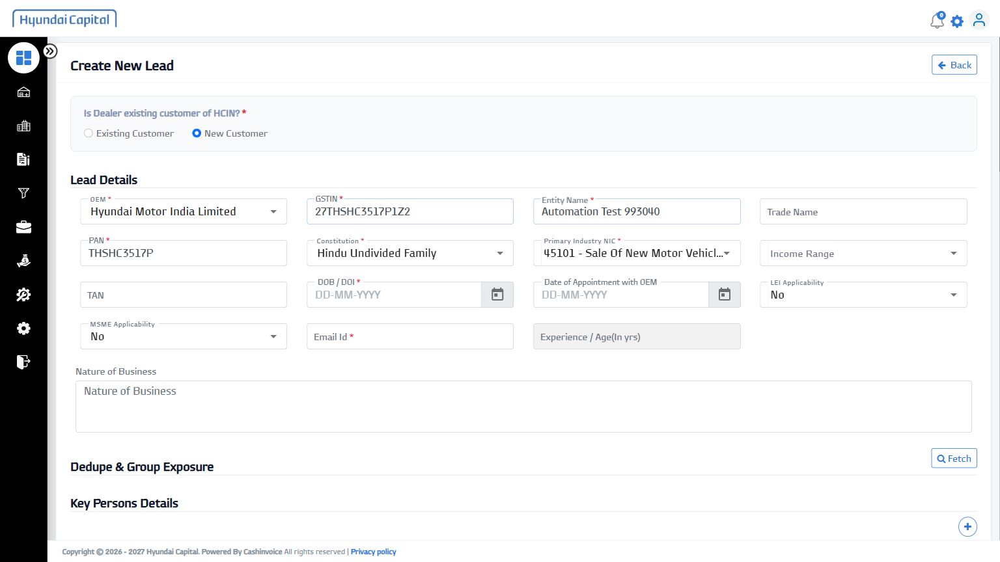 Hyundai Capital
0
Create New Lead
Back
Is Dealer existing customer of HCIN? *
Existing Customer
New Customer
Lead Details
OEM *
Hyundai Motor India Limited
GSTIN *
27THSHC3517P1Z2
Entity Name *
Automation Test 993040
Trade Name
PAN *
THSHC3517P
Constitution *
Hindu Undivided Family
Primary Industry NIC *
45101 - Sale Of New Motor Vehicl...
Income Range
TAN
DOB / DOI *
DD-MM-YYYY
Date of Appointment with OEM
DD-MM-YYYY
LEI Applicability
No
MSME Applicability
No
Email Id *
Experience / Age(In yrs)
Nature of Business
Nature of Business
Dedupe & Group Exposure
Fetch
Key Persons Details
Copyright © 2026 - 2027 Hyundai Capital. Powered By Cashinvoice All rights reserved | Privacy policy